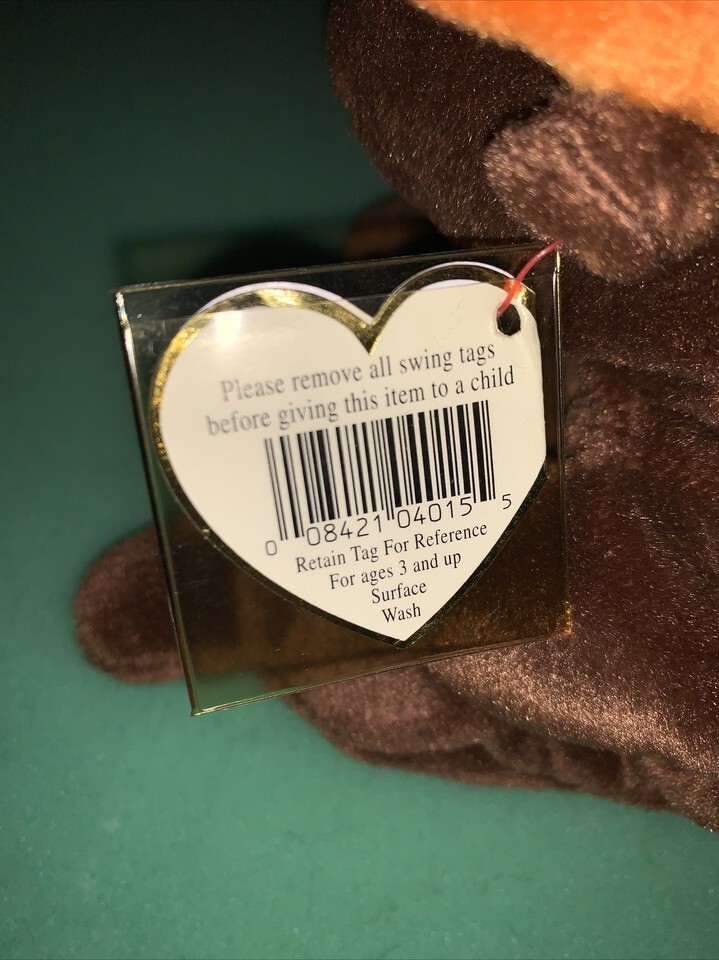 Please remove all swing tags
before giving this item to a child
0 08421 04015 5
Retain Tag For Reference
For ages 3 and up
Surface
Wash